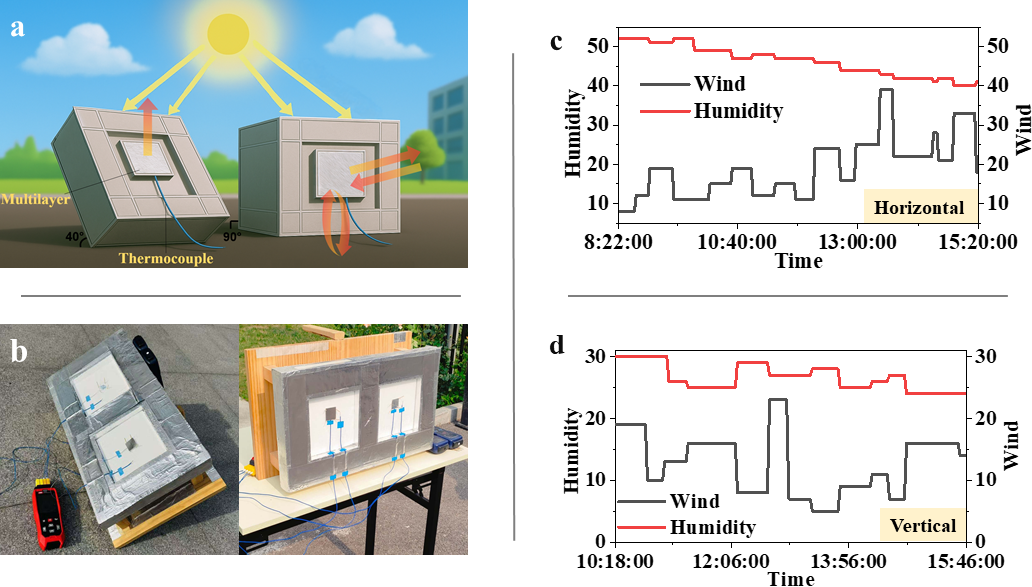 a
Multilayer
40°
90°
Thermocouple
b
c
50
40
30
20
10
Humidity
50
40
30
20
10
Wind
Wind
Humidity
Horizontal
8:22:00 10:40:00 13:00:00 15:20:00
Time
d
30
20
10
0
Humidity
30
20
10
0
Wind
Wind
Humidity
Vertical
10:18:00 12:06:00 13:56:00 15:46:00
Time